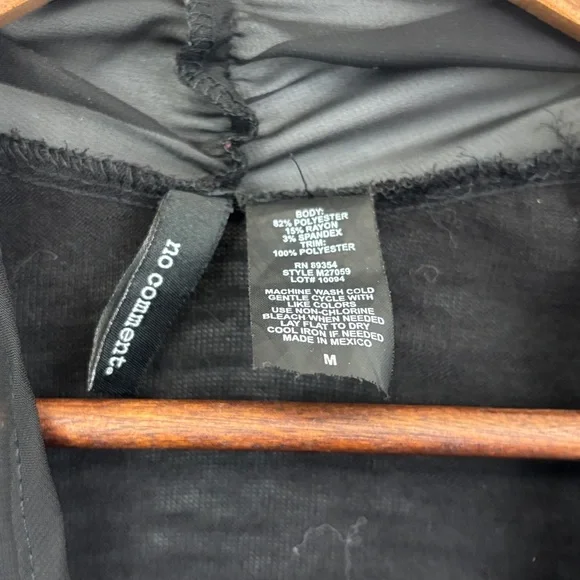 no comment.
BODY:
82% POLYESTER
15% RAYON
3% SPANDEX
TRIM:
100% POLYESTER
RN 89354
STYLE M27059
LOT# 10094
MACHINE WASH COLD
GENTLE CYCLE WITH
LIKE COLORS
USE NON-CHLORINE
BLEACH WHEN NEEDED
LAY FLAT TO DRY
COOL IRON IF NEEDED
MADE IN MEXICO
M